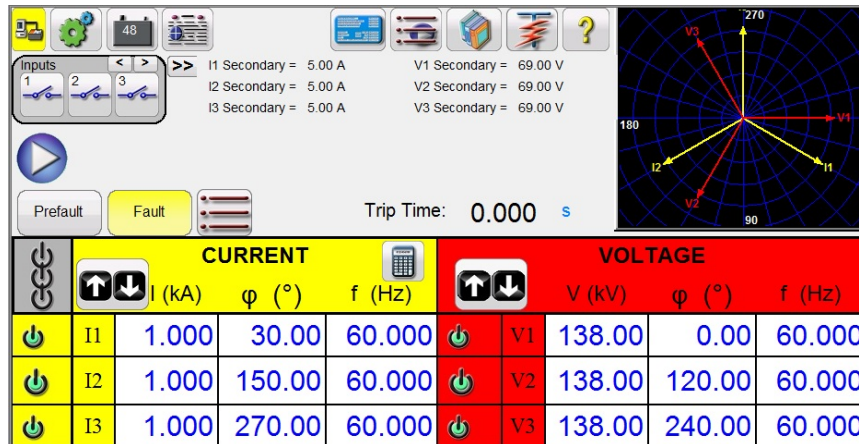 48
?
Inputs < > >>
1 2 3
I1 Secondary = 5.00 A V1 Secondary = 69.00 V
I2 Secondary = 5.00 A V2 Secondary = 69.00 V
I3 Secondary = 5.00 A V3 Secondary = 69.00 V
270
V3
180
V1
I2
I1
V2
90
Prefault Fault Trip Time: 0.000 s
CURRENT VOLTAGE
I (kA) φ (°) f (Hz) V (kV) φ (°) f (Hz)
I1 1.000 30.00 60.000 V1 138.00 0.00 60.000
I2 1.000 150.00 60.000 V2 138.00 120.00 60.000
I3 1.000 270.00 60.000 V3 138.00 240.00 60.000